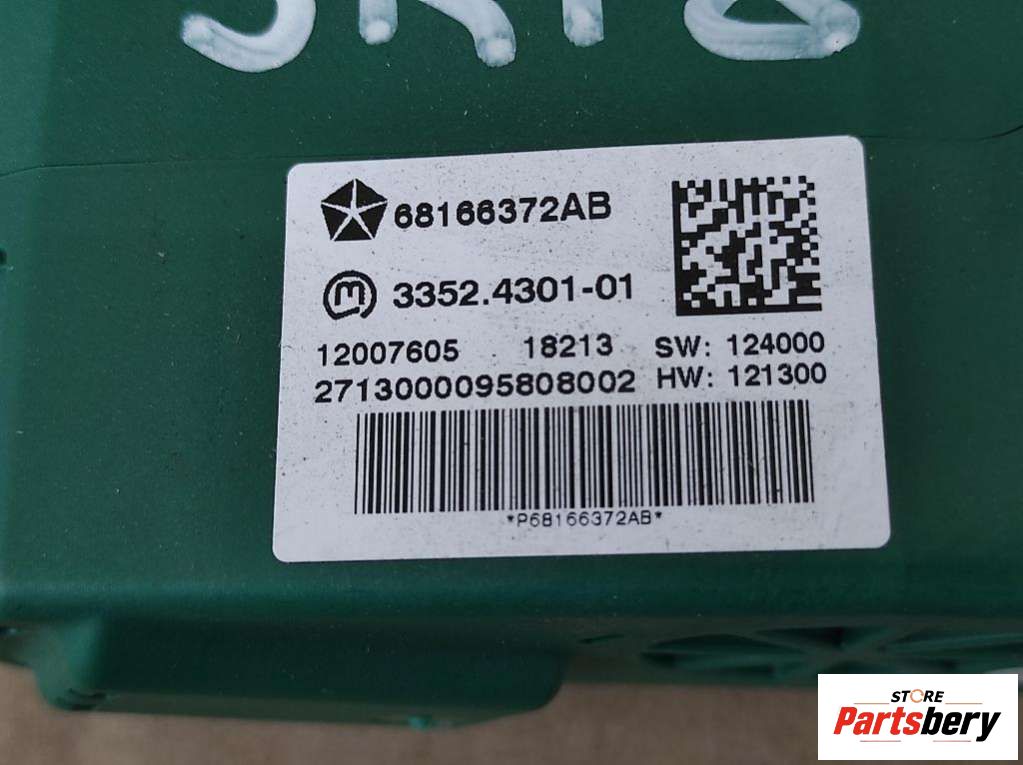 68166372AB
M 3352.4301-01
12007605 18213 SW: 124000
2713000095808002 HW: 121300
*P68166372AB*
STORE
Partsbery